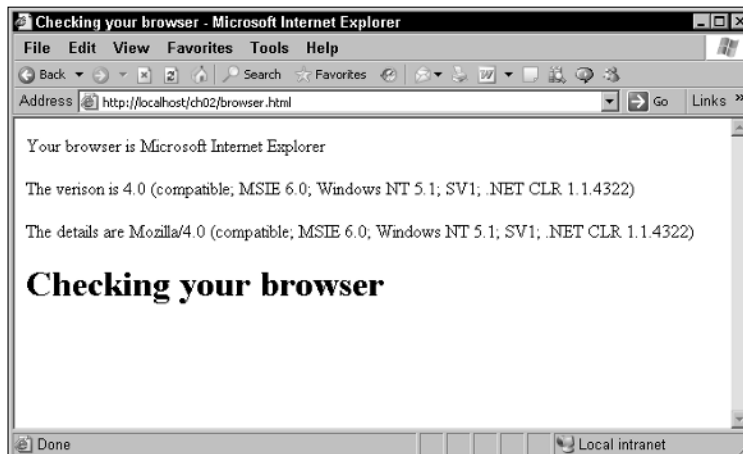 Checking your browser - Microsoft Internet Explorer
File Edit View Favorites Tools Help
Back Search Favorites
Address http://localhost/ch02/browser.html Go Links »
Your browser is Microsoft Internet Explorer
The verison is 4.0 (compatible; MSIE 6.0; Windows NT 5.1; SV1; .NET CLR 1.1.4322)
The details are Mozilla/4.0 (compatible; MSIE 6.0; Windows NT 5.1; SV1; .NET CLR 1.1.4322)
Checking your browser
Done Local intranet